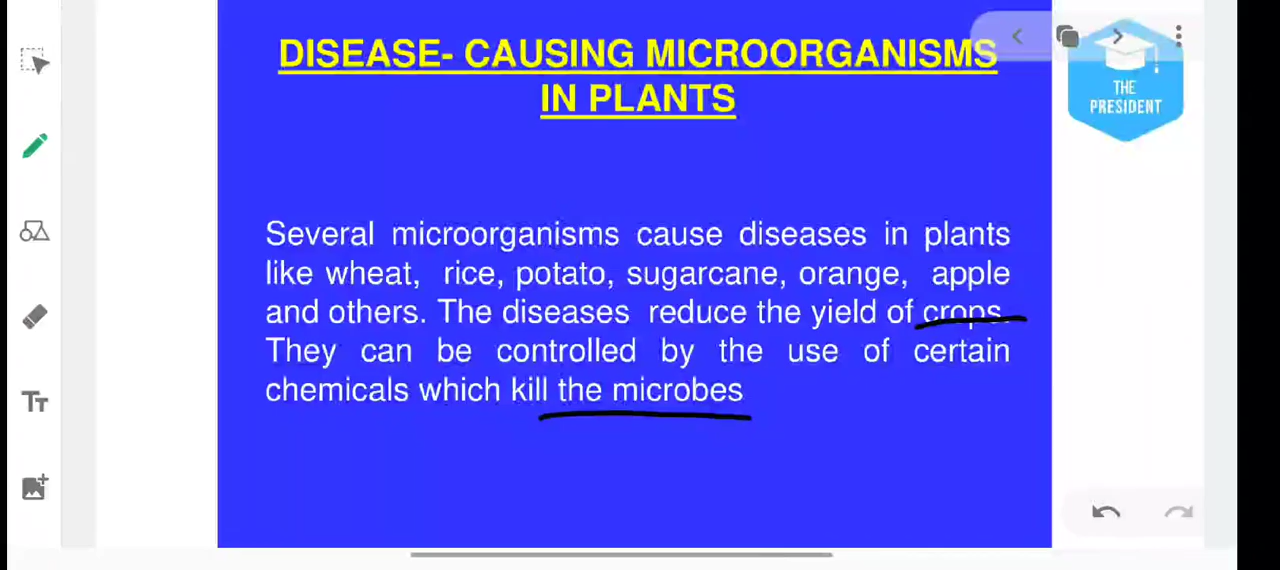 DISEASE- CAUSING MICROORGANISMS
IN PLANTS
THE
PRESIDENT
Several microorganisms cause diseases in plants
like wheat, rice, potato, sugarcane, orange, apple
and others. The diseases reduce the yield of crops.
They can be controlled by the use of certain
chemicals which kill the microbes
TT